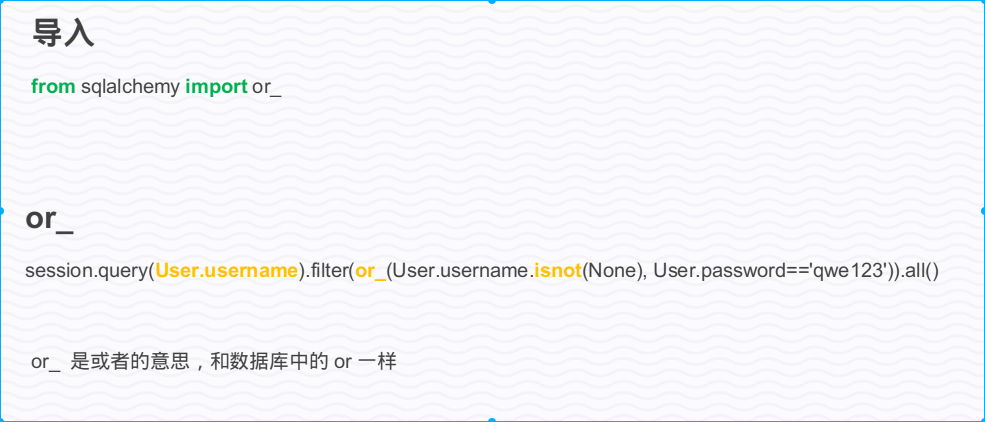 导入
from sqlalchemy import or_
or_
session.query(User.username).filter(or_(User.username.isnot(None), User.password=='qwe123')).all()
or_ 是或者的意思，和数据库中的 or 一样